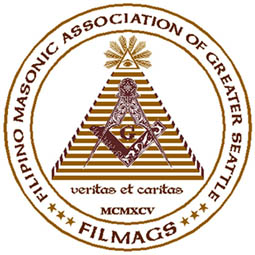 FILIPINO MASONIC ASSOCIATION OF GREATER SEATTLE
G
veritas et caritas
MCMXCV
FILMAGS